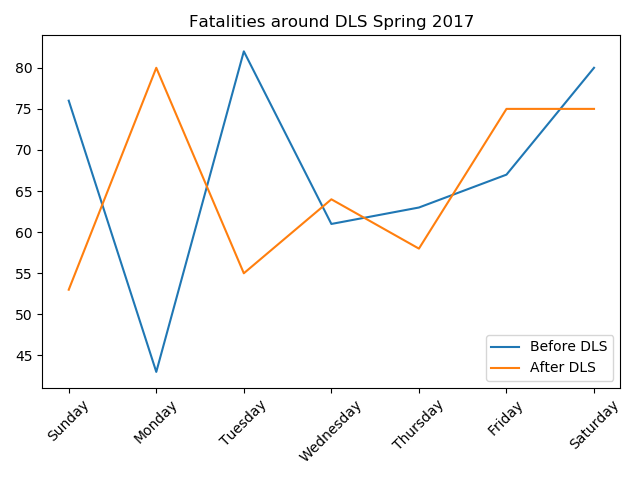 Fatalities around DLS Spring 2017
80
75
70
65
60
55
50
45
Before DLS
After DLS
Sunday
Monday
Tuesday
Wednesday
Thursday
Friday
Saturday